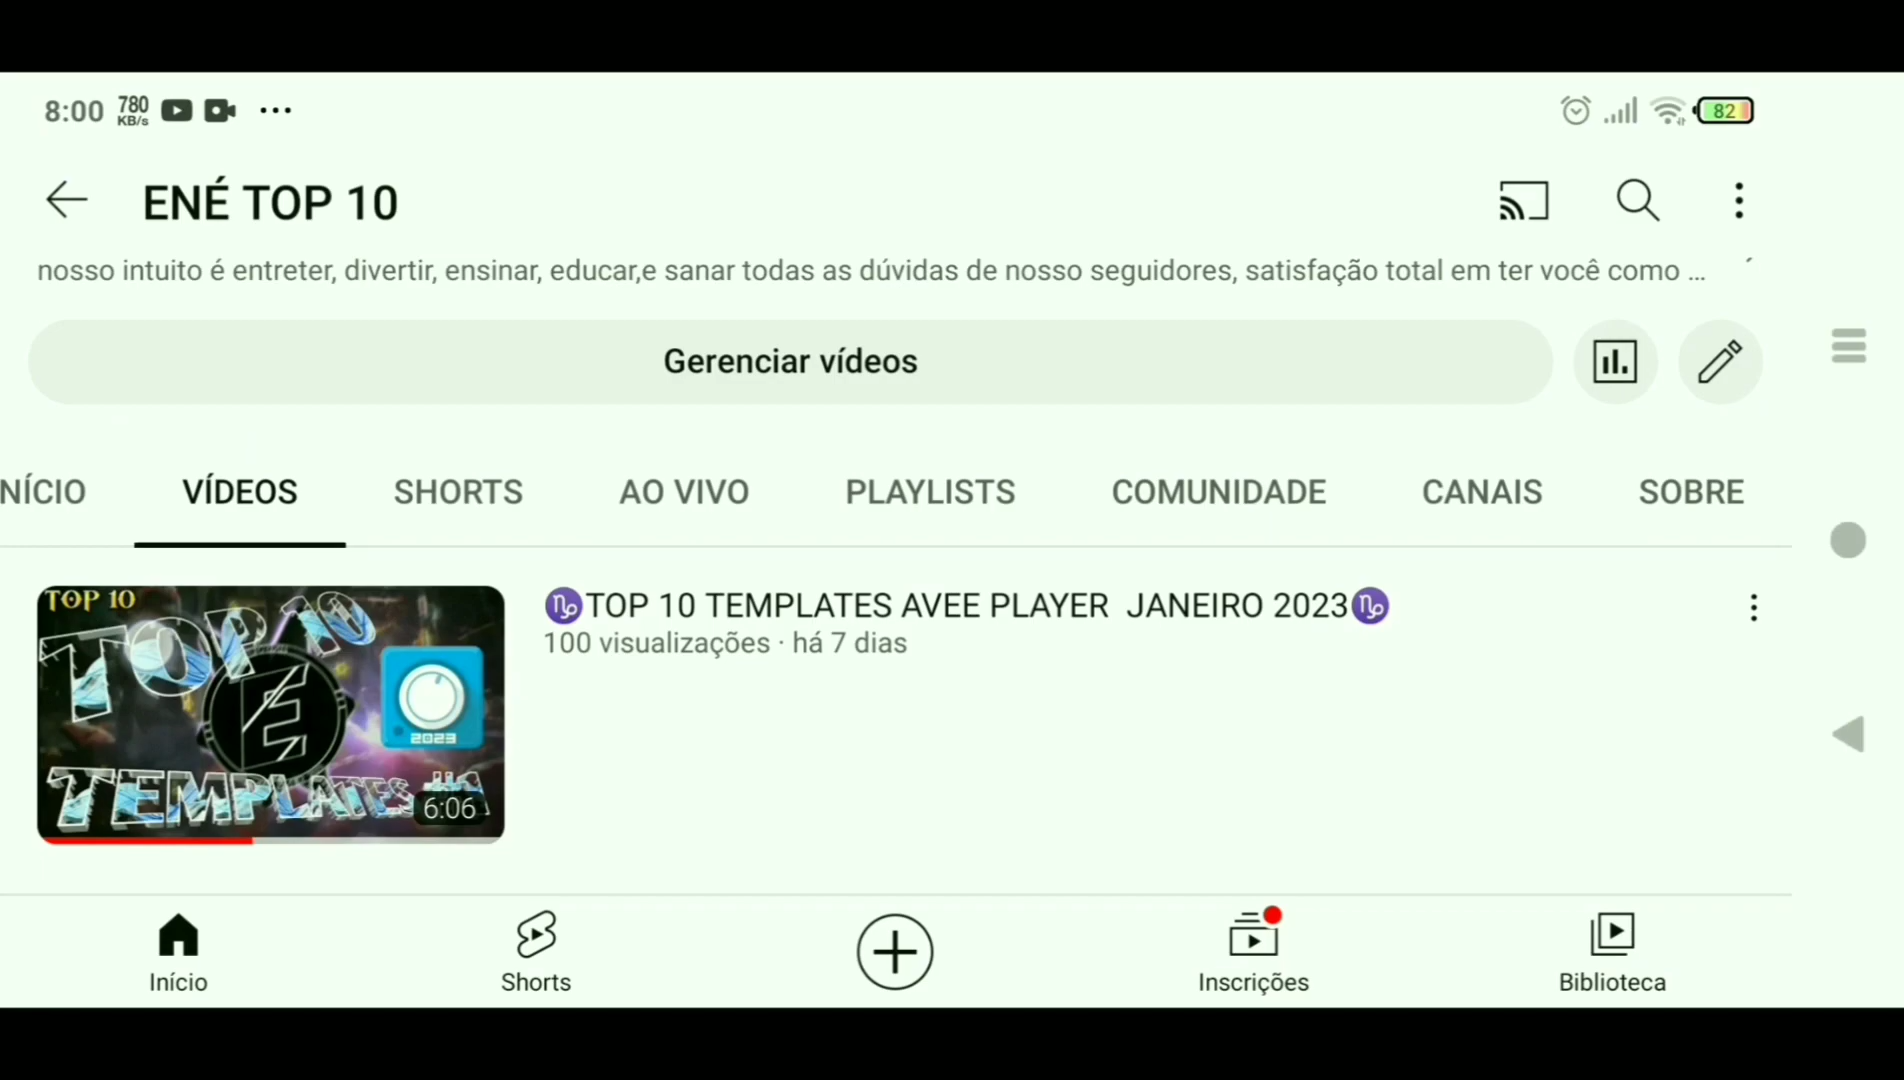 8:00 780 KB/s 82
ENÉ TOP 10
nosso intuito é entreter, divertir, ensinar, educar,e sanar todas as dúvidas de nosso seguidores, satisfação total em ter você como ...
Gerenciar vídeos
NÍCIO VÍDEOS SHORTS AO VIVO PLAYLISTS COMUNIDADE CANAIS SOBRE
TOP 10
TOP 10
E
2023
TEMPLATES
6:06
♑TOP 10 TEMPLATES AVEE PLAYER JANEIRO 2023♑
100 visualizações · há 7 dias
Início Shorts Inscrições Biblioteca